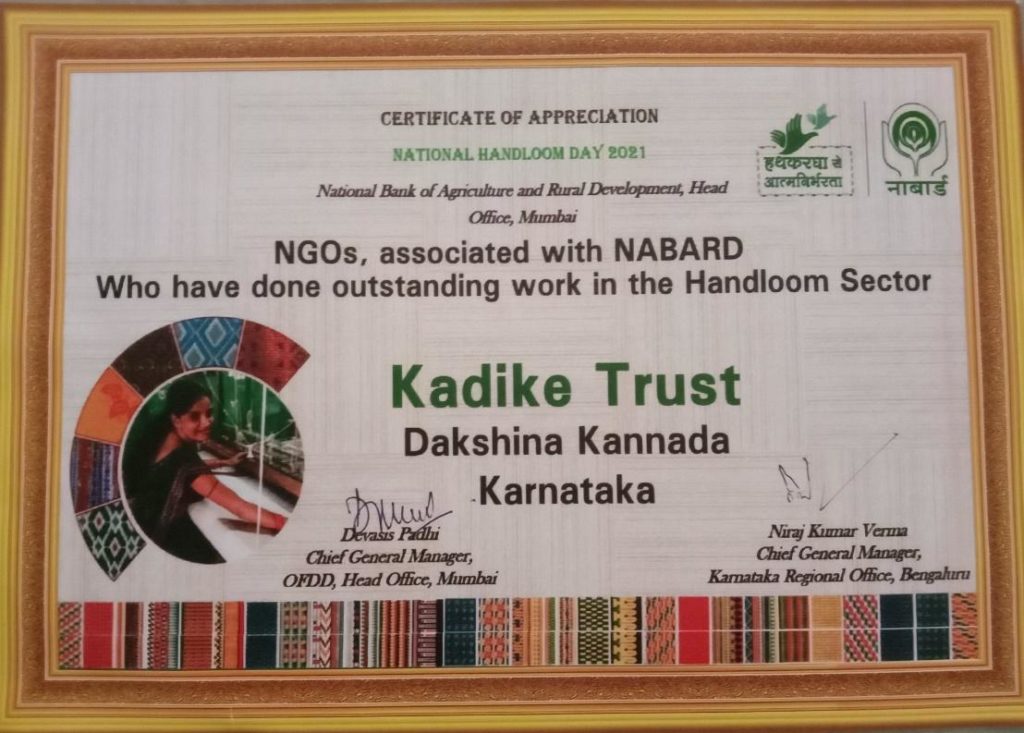 CERTIFICATE OF APPRECIATION
NATIONAL HANDLOOM DAY 2021
हथकरघा से
आत्मनिर्भरता
नाबार्ड
National Bank of Agriculture and Rural Development, Head
Office, Mumbai
NGOs, associated with NABARD
Who have done outstanding work in the Handloom Sector
Kadike Trust
Dakshina Kannada
Karnataka
Devasis Padhi
Chief General Manager,
OFDD, Head Office, Mumbai
Niraj Kumar Verma
Chief General Manager,
Karnataka Regional Office, Bengaluru